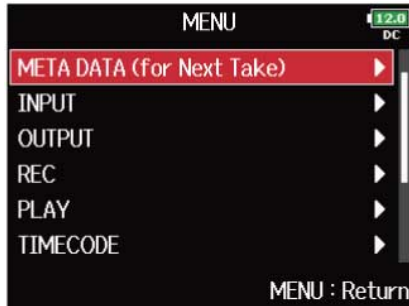 MENU
12.0
DC
META DATA (for Next Take)
INPUT
OUTPUT
REC
PLAY
TIMECODE
MENU : Return